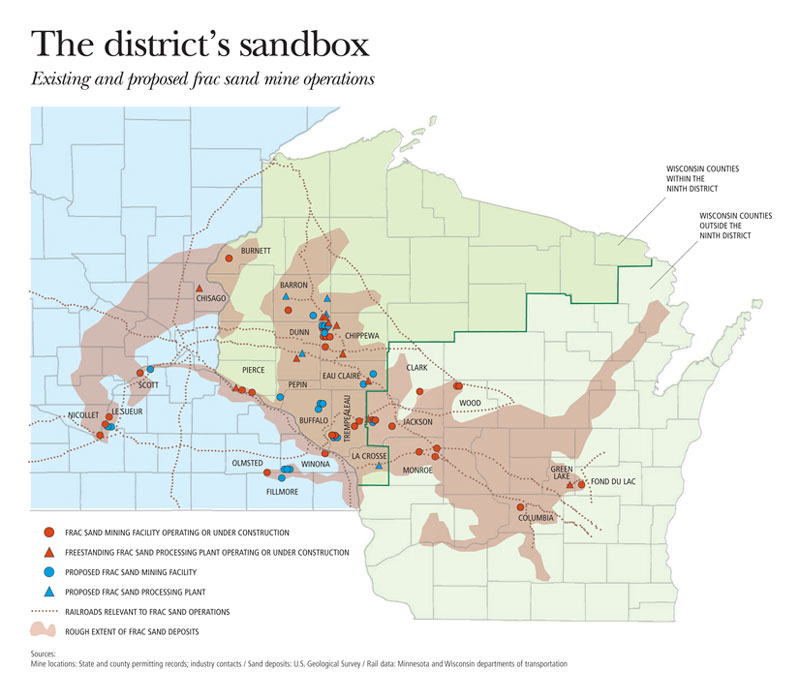 The district's sandbox
Existing and proposed frac sand mine operations
WISCONSIN COUNTIES
WITHIN THE
NINTH DISTRICT
WISCONSIN COUNTIES
OUTSIDE THE
NINTH DISTRICT
BURNETT
BARRON
CHISAGO
DUNN
CHIPPEWA
PIERCE
CLARK
EAU CLAIRE
SCOTT
PEPIN
WOOD
NICOLLET
LE SUEUR
BUFFALO
TREMPEALEAU
JACKSON
LA CROSSE
OLMSTED
WINONA
MONROE
GREEN
LAKE
FOND DU LAC
FILLMORE
COLUMBIA
FRAC SAND MINING FACILITY OPERATING OR UNDER CONSTRUCTION
FREESTANDING FRAC SAND PROCESSING PLANT OPERATING OR UNDER CONSTRUCTION
PROPOSED FRAC SAND MINING FACILITY
PROPOSED FRAC SAND PROCESSING PLANT
RAILROADS RELEVANT TO FRAC SAND OPERATIONS
ROUGH EXTENT OF FRAC SAND DEPOSITS
Sources:
Mine locations: State and county permitting records; industry contacts / Sand deposits: U.S. Geological Survey / Rail data: Minnesota and Wisconsin departments of transportation